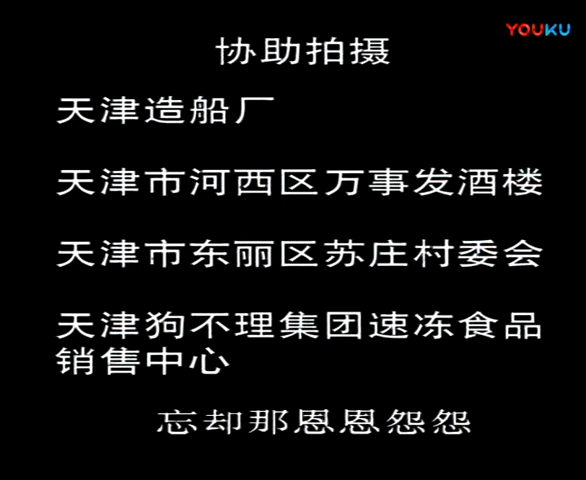 YOUKU
协助拍摄
天津造船厂
天津市河西区万事发酒楼
天津市东丽区苏庄村委会
天津狗不理集团速冻食品
销售中心
忘却那恩恩怨怨